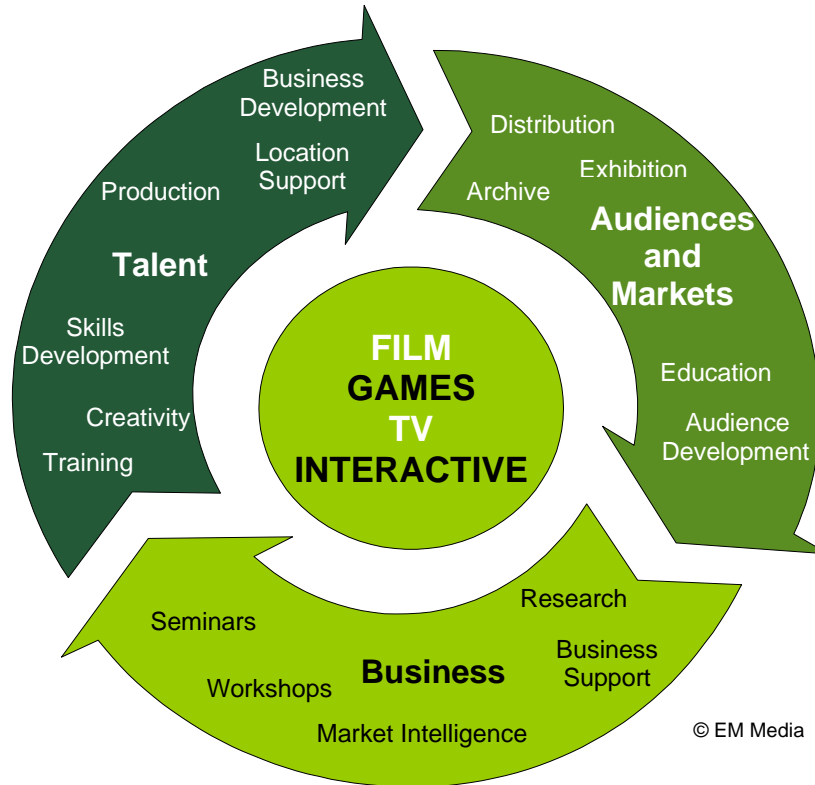 Business
Development
Location
Support
Production
Talent
Skills
Development
Creativity
Training
Distribution
Exhibition
Archive
Audiences
and
Markets
Education
Audience
Development
FILM
GAMES
TV
INTERACTIVE
Research
Seminars
Business
Support
Business
Workshops
Market Intelligence
© EM Media